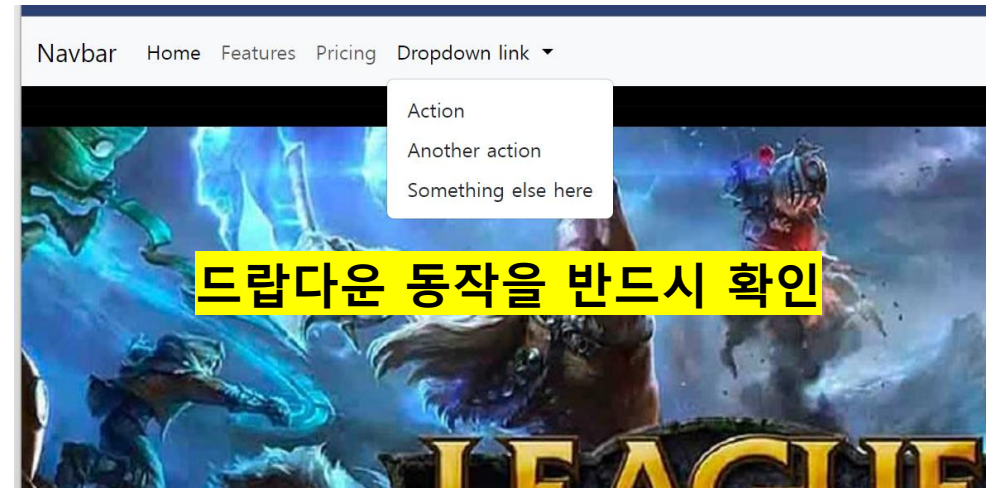 Navbar Home Features Pricing Dropdown link
Action
Another action
Something else here
드랍다운 동작을 반드시 확인
LEAGUE